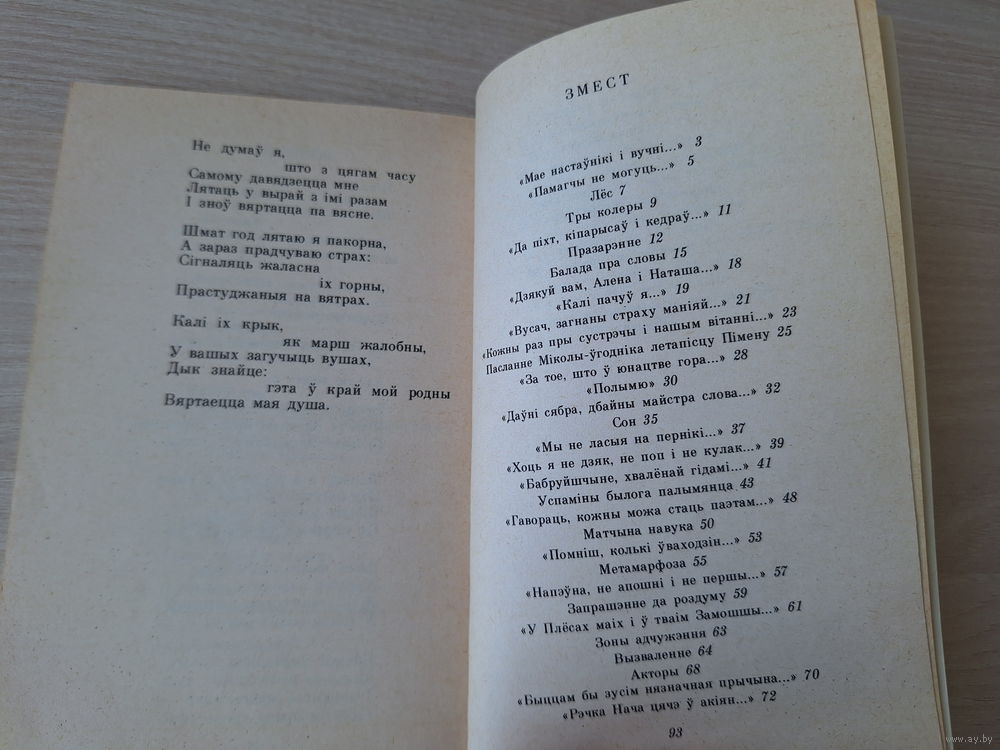 Не думаў я,
што з цягам часу
Самому давядзецца мне
Лятаць у вырай з імі разам
І зноў вяртацца па вясне.
Шмат год лятаю я пакорна,
А зараз прадчуваю страх:
Сігналяць жаласна
іх горны,
Прастуджаныя на вятрах.
Калі іх крык,
як марш жалобны,
У вашых загучыць вушах,
Дык знайце:
гэта ў край мой родны
Вяртаецца мая душа.
ЗМЕСТ
«Мае настаўнікі і вучні...» 3
«Памагчы не могуць...» 5
Лёс 7
Тры колеры 9
«Да піхт, кіпарысаў і кедраў...» 11
Празарэнне 12
Балада пра словы 15
«Дзякуй вам, Алена і Наташа...» 18
«Калі пачуў я...» 19
«Вусач, загнаны страху маніяй...» 21
«Кожны раз пры сустрэчы і нашым вітанні...» 23
Пасланне Міколы-ўгодніка летапісцу Пімену 25
«За тое, што ў юнацтве гора...» 28
«Полымю» 30
«Даўні сябра, дбайны майстра слова...» 32
Сон 35
«Мы не ласыя на пернікі...» 37
«Хоць я не дзяк, не поп і не кулак...» 39
«Бабруйшчыне, хвалёнай гідамі...» 41
Успаміны былога палымянца 43
«Гавораць, кожны можа стаць паэтам...» 48
Матчына навука 50
«Помніш, колькі ўваходзін...» 53
Метамарфоза 55
«Напэўна, не апошні і не першы...» 57
Запрашэнне да роздуму 59
«У Плёсах маіх і ў тваім Замошшы...» 61
Зоны адчужэння 63
Вызваленне 64
Акторы 68
«Быццам бы зусім нязначная прычына...» 70
«Рэчка Нача цячэ ў акіян...» 72
93
www.ay.by